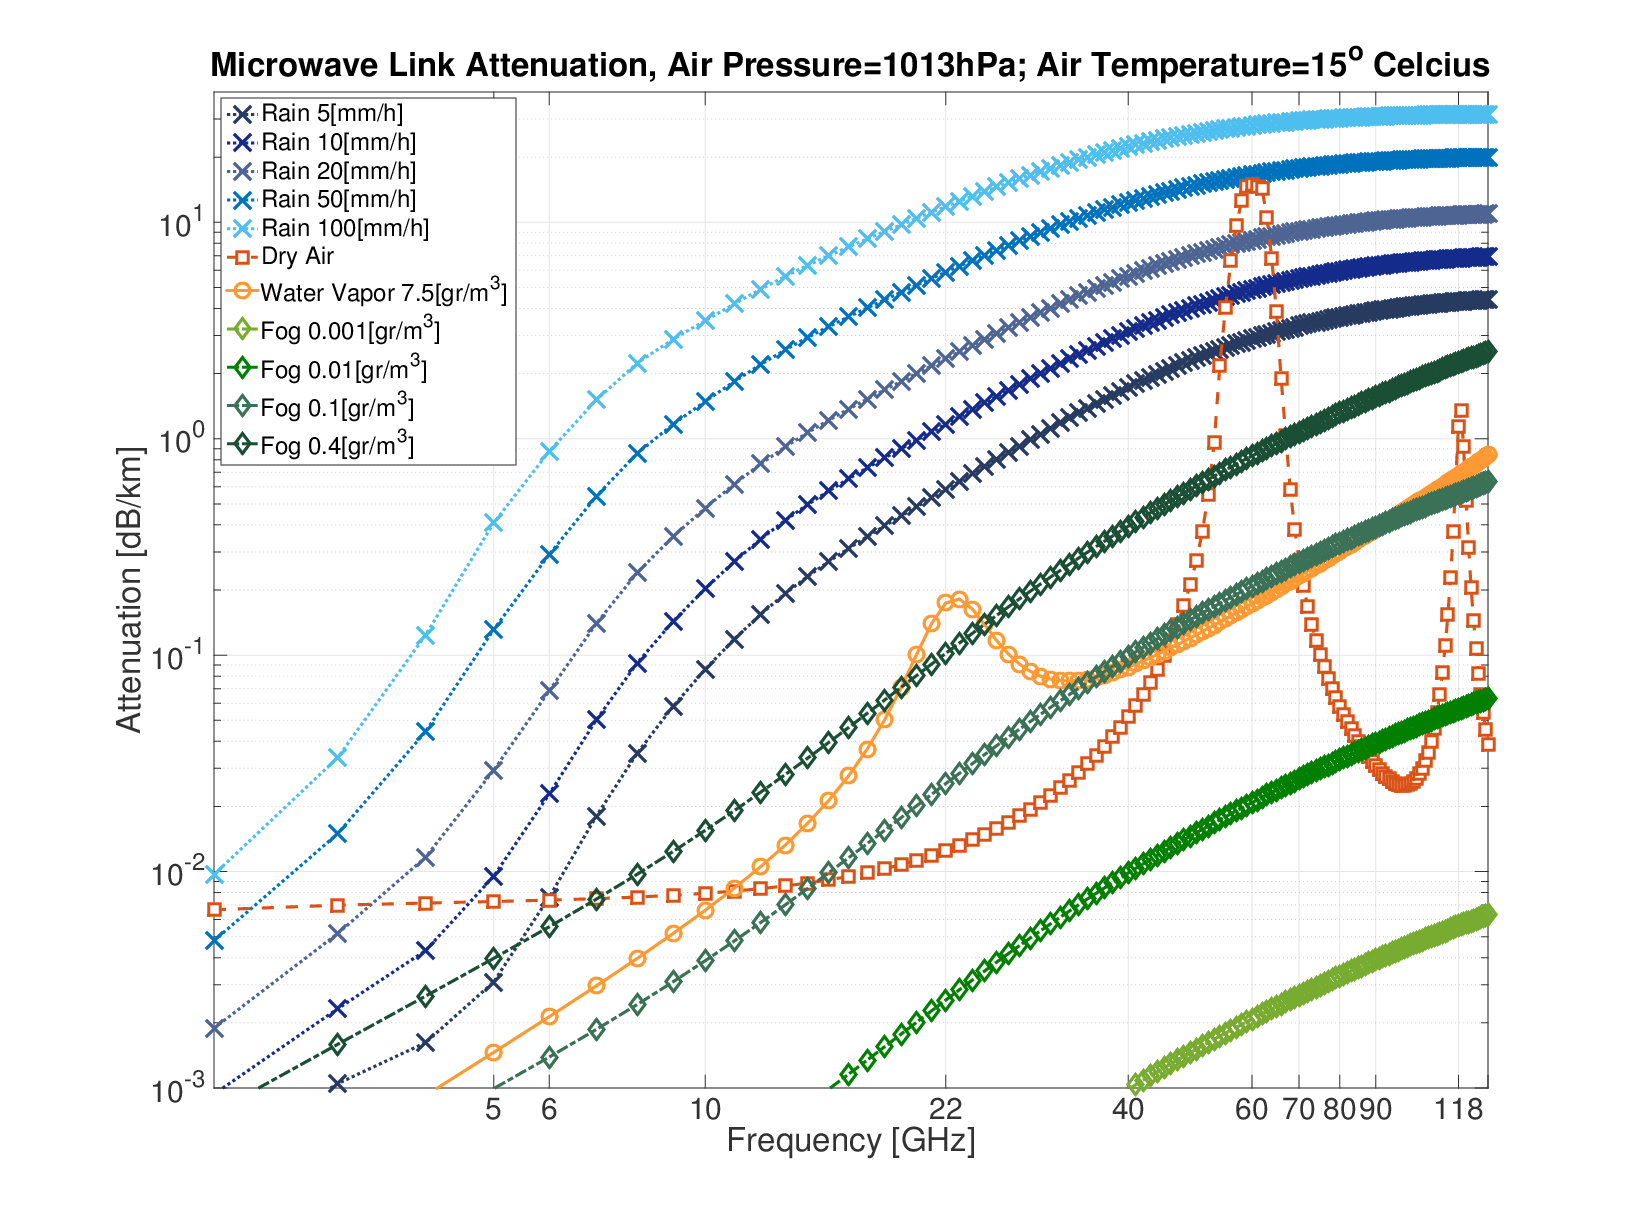 Microwave Link Attenuation, Air Pressure=1013hPa; Air Temperature=15° Celcius
Rain 5[mm/h]
Rain 10[mm/h]
Rain 20[mm/h]
Rain 50[mm/h]
Rain 100[mm/h]
Dry Air
Water Vapor 7.5[gr/m³]
Fog 0.001[gr/m³]
Fog 0.01[gr/m³]
Fog 0.1[gr/m³]
Fog 0.4[gr/m³]
Attenuation [dB/km]
10¹
10⁰
10⁻¹
10⁻²
10⁻³
5 6 10 22 40 60 70 80 90 118
Frequency [GHz]